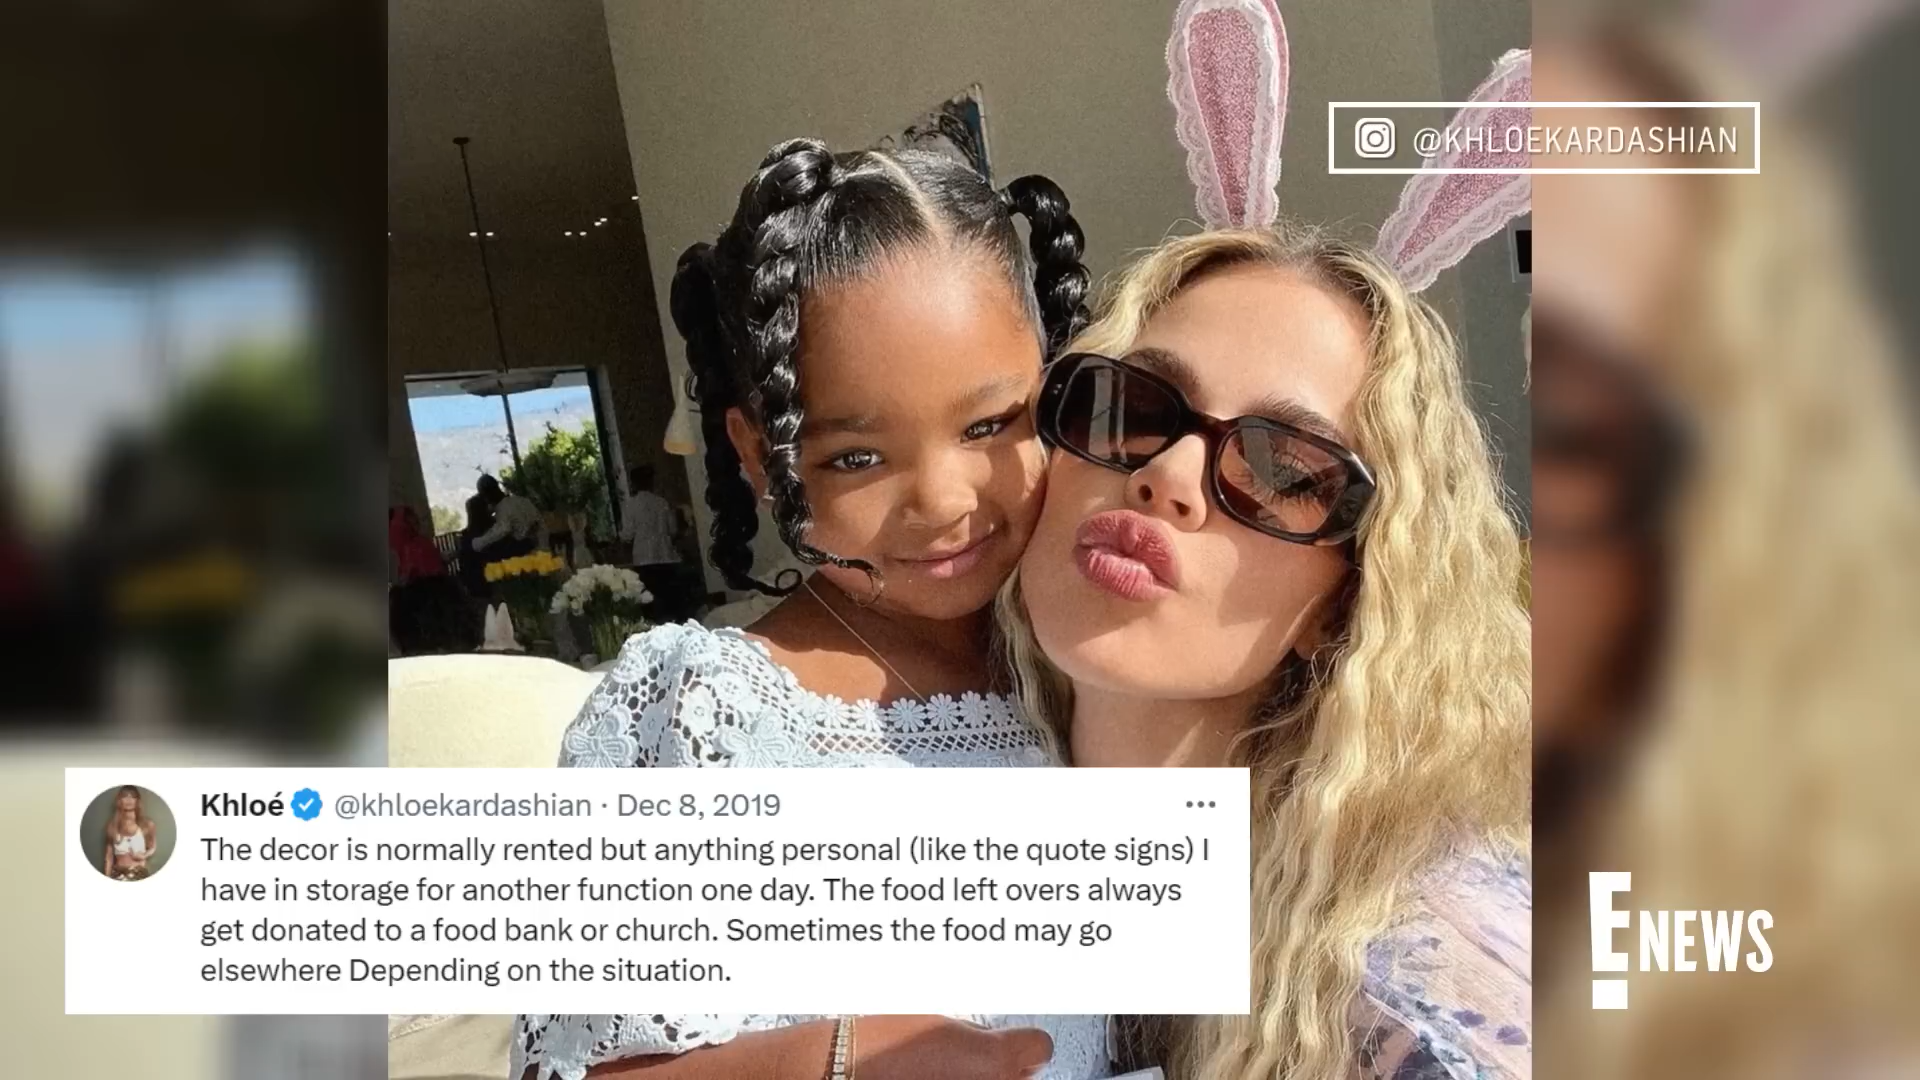 @KHLOEKARDASHIAN
Khloé @khloekardashian · Dec 8, 2019
The decor is normally rented but anything personal (like the quote signs) I
have in storage for another function one day. The food left overs always
get donated to a food bank or church. Sometimes the food may go
elsewhere Depending on the situation.
E NEWS